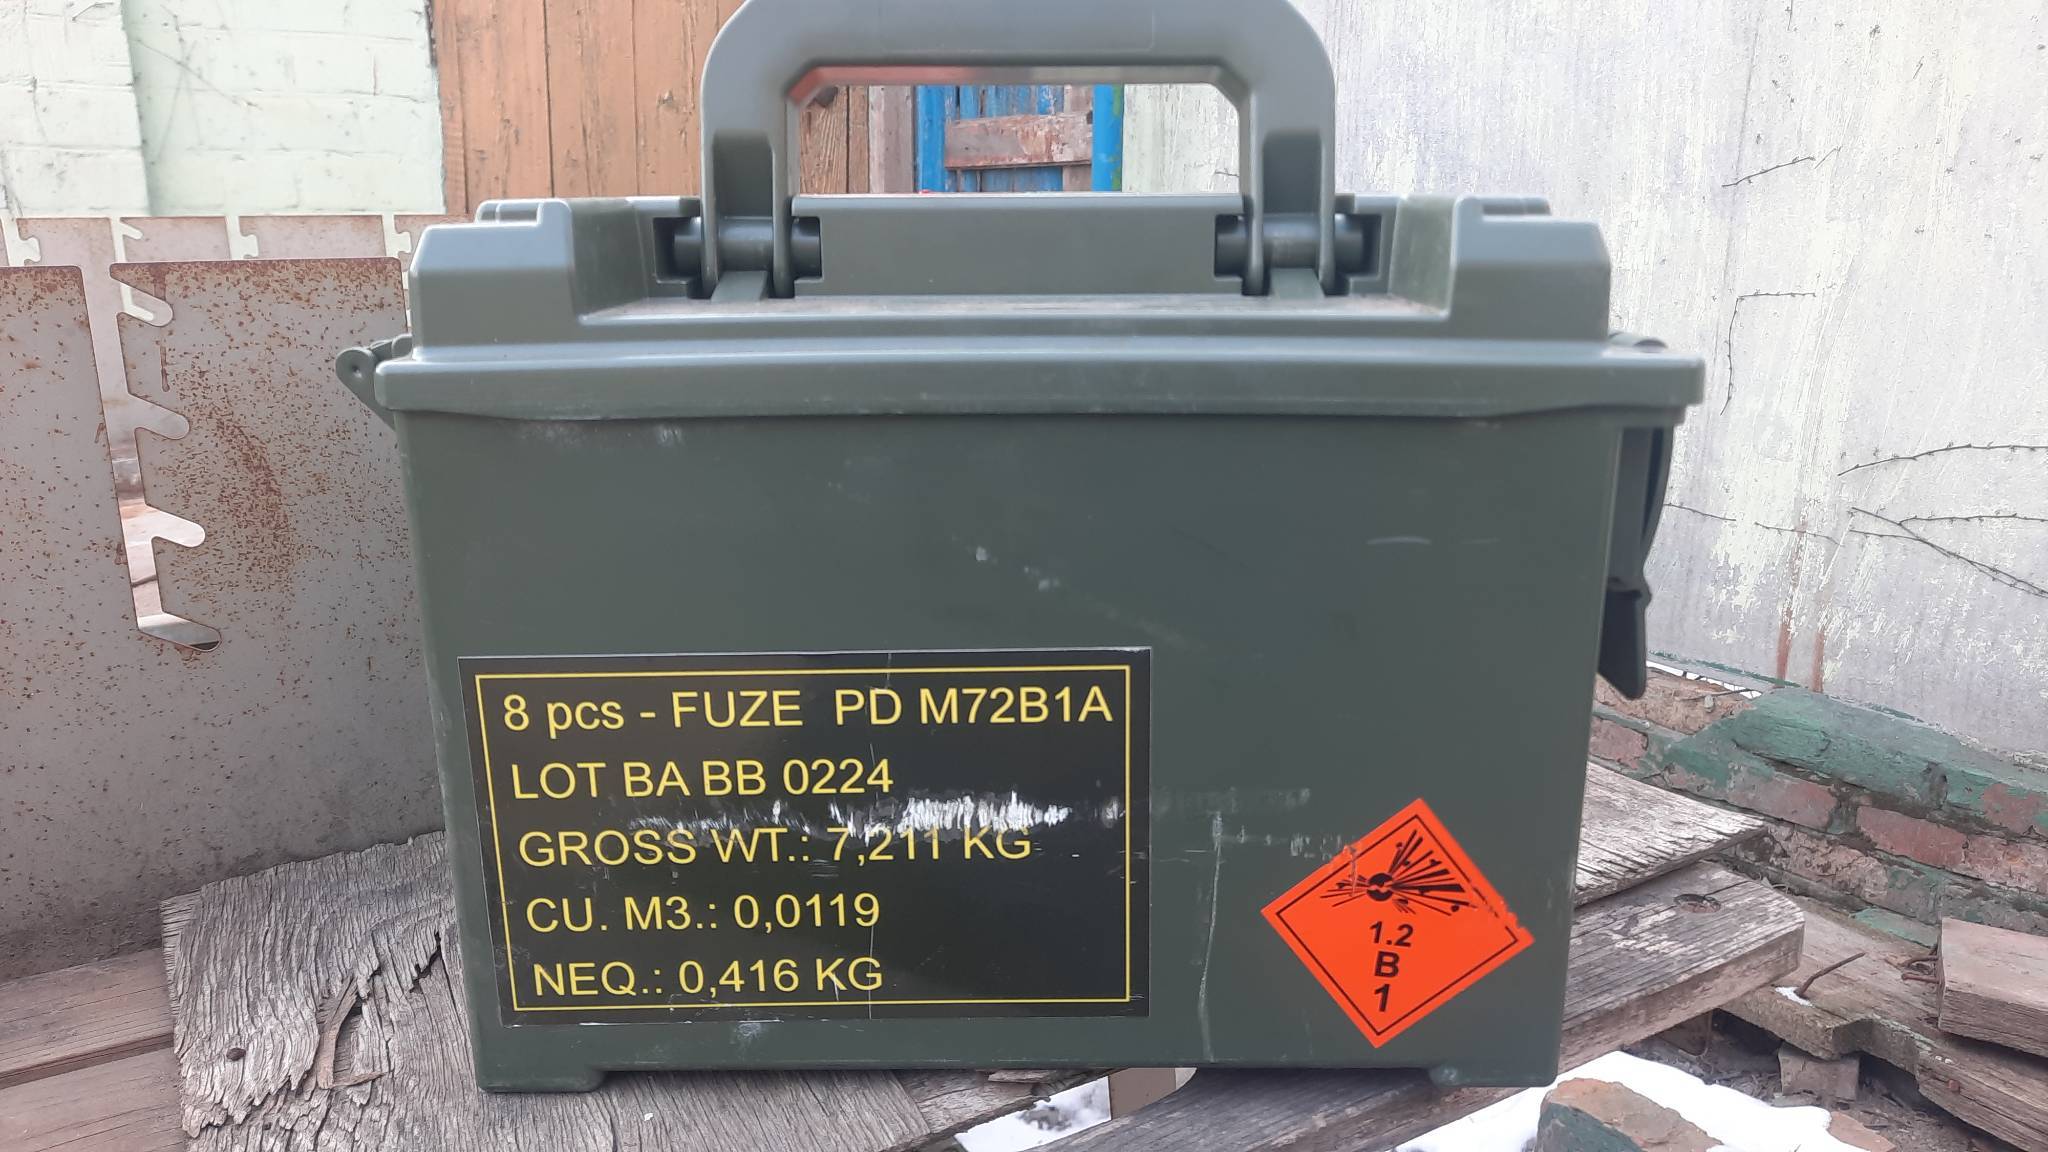 8 pcs - FUZE PD M72B1A
LOT BA BB 0224
GROSS WT.: 7,211 KG
CU. M3.: 0,0119
NEQ.: 0,416 KG
1.2
B
1